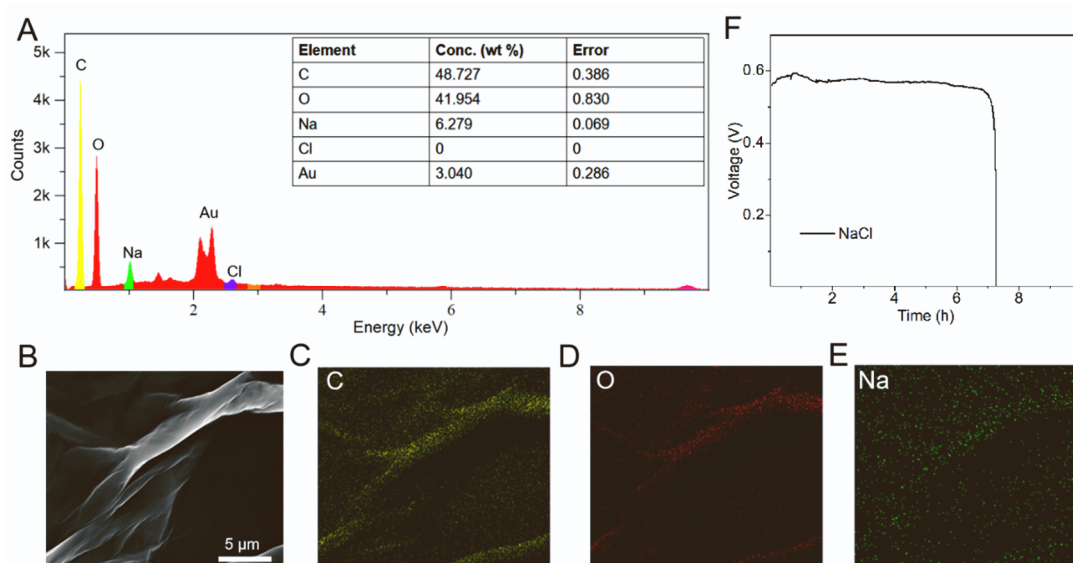 A
Element Conc. (wt %) Error
C 48.727 0.386
O 41.954 0.830
Na 6.279 0.069
Cl 0 0
Au 3.040 0.286
5k
4k
3k
2k
1k
Counts
C
O
Na
Au
Cl
2 4 6 8
Energy (keV)
F
0.6
0.4
0.2
Voltage (V)
NaCl
0 2 4 6 8
Time (h)
B
5 µm
C
C
D
O
E
Na